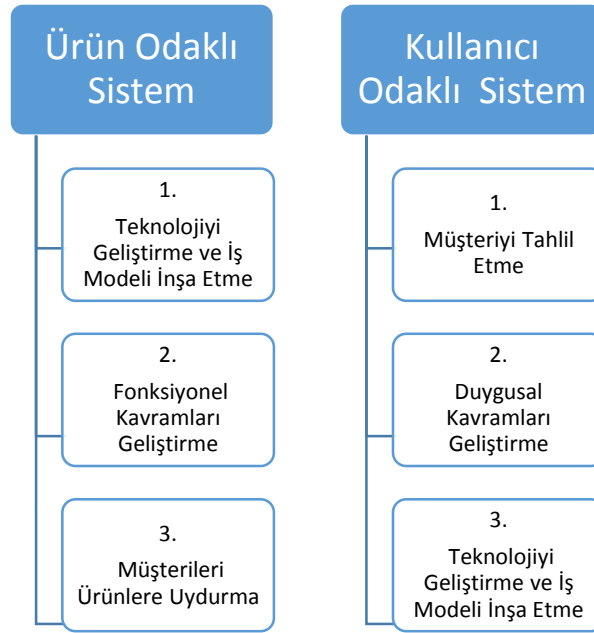 Ürün Odaklı
Sistem
1.
Teknolojiyi
Geliştirme ve İş
Modeli İnşa Etme
2.
Fonksiyonel
Kavramları
Geliştirme
3.
Müşterileri
Ürünlere Uydurma
Kullanıcı
Odaklı Sistem
1.
Müşteriyi Tahlil
Etme
2.
Duygusal
Kavramları
Geliştirme
3.
Teknolojiyi
Geliştirme ve İş
Modeli İnşa Etme